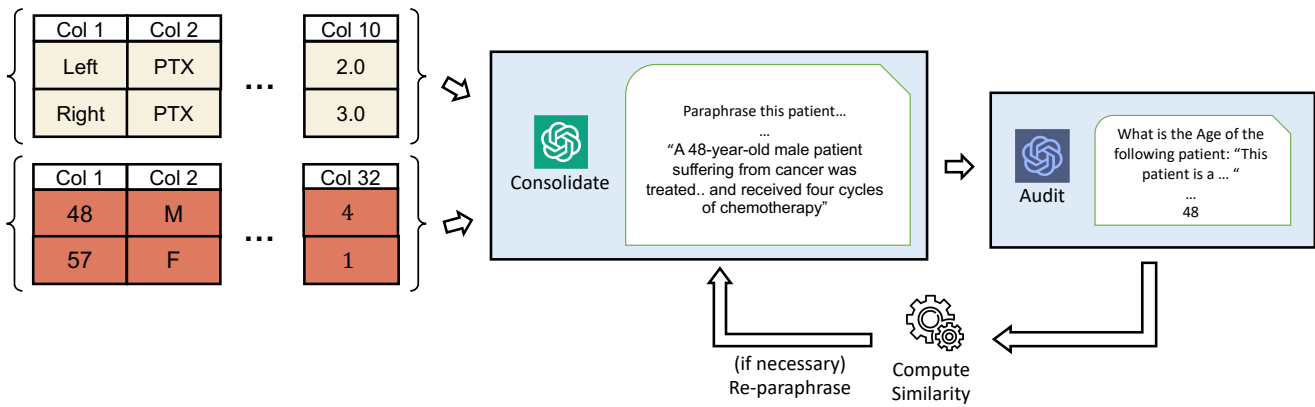 Col 1 Col 2 Col 10
Left PTX ... 2.0
Right PTX 3.0
Col 1 Col 2 Col 32
48 M ... 4
57 F 1
Consolidate
Paraphrase this patient…
…
“A 48-year-old male patient
suffering from cancer was
treated.. and received four cycles
of chemotherapy”
Audit
What is the Age of the
following patient: “This
patient is a … “
…
48
(if necessary)
Re-paraphrase
Compute
Similarity